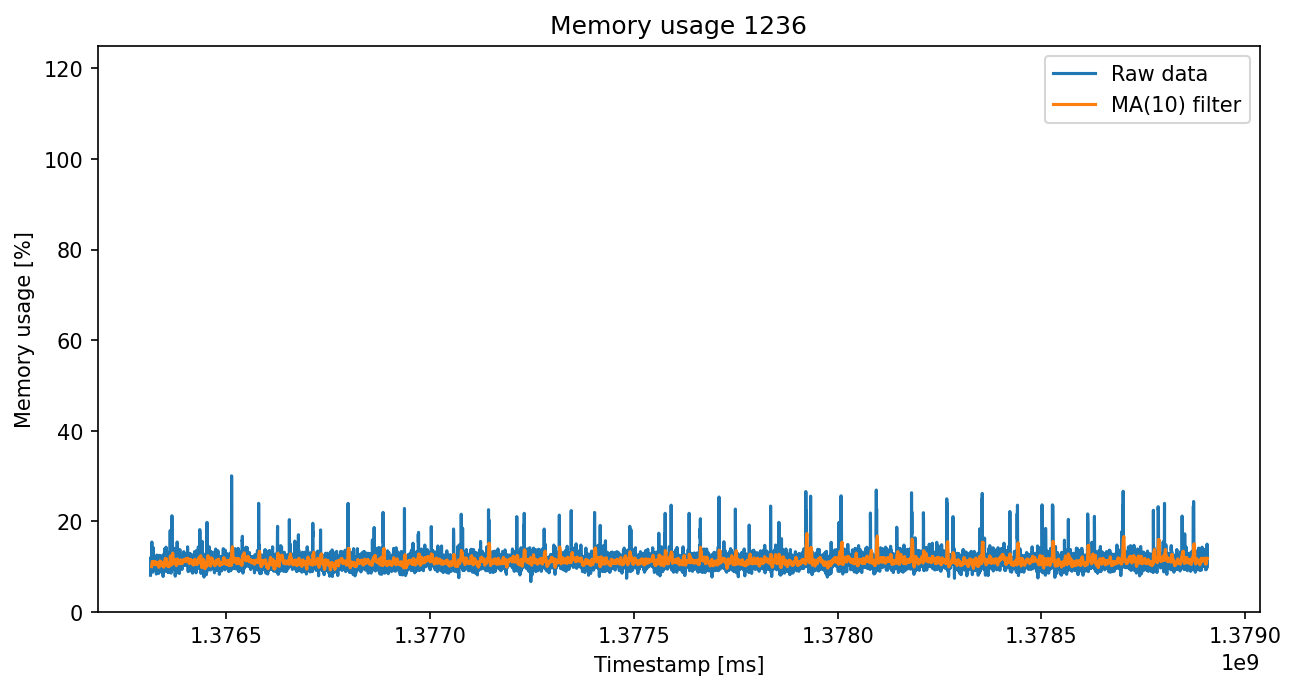 Memory usage 1236
Raw data
MA(10) filter
Memory usage [%]
120
100
80
60
40
20
0
1.3765 1.3770 1.3775 1.3780 1.3785 1.3790
1e9
Timestamp [ms]